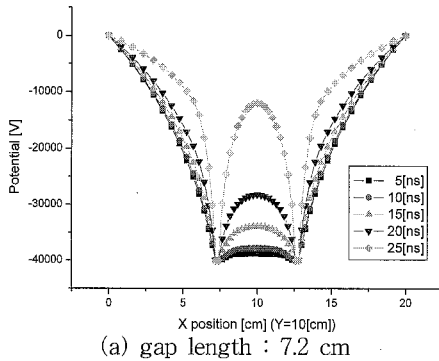 0
-10000
-20000
-30000
-40000
Potential [V]
5[ns]
10[ns]
15[ns]
20[ns]
25[ns]
0 5 10 15 20
X position [cm] (Y=10[cm])
(a) gap length : 7.2 cm